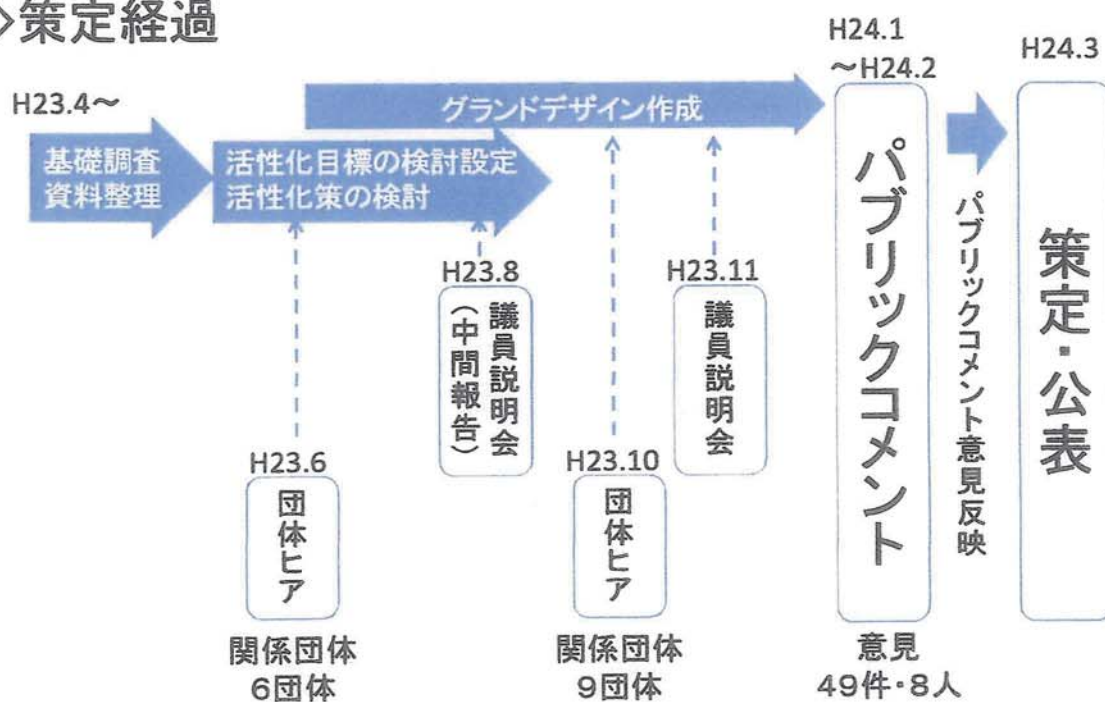 策定経過
H23.4～
基礎調査
資料整理
活性化目標の検討設定
活性化策の検討
グランドデザイン作成
H23.6
団体ヒア
関係団体
6団体
H23.8
議員説明会
（中間報告）
H23.10
団体ヒア
関係団体
9団体
H23.11
議員説明会
H24.1
～H24.2
パブリックコメント
意見
49件・8人
パブリックコメント意見反映
H24.3
策定・公表